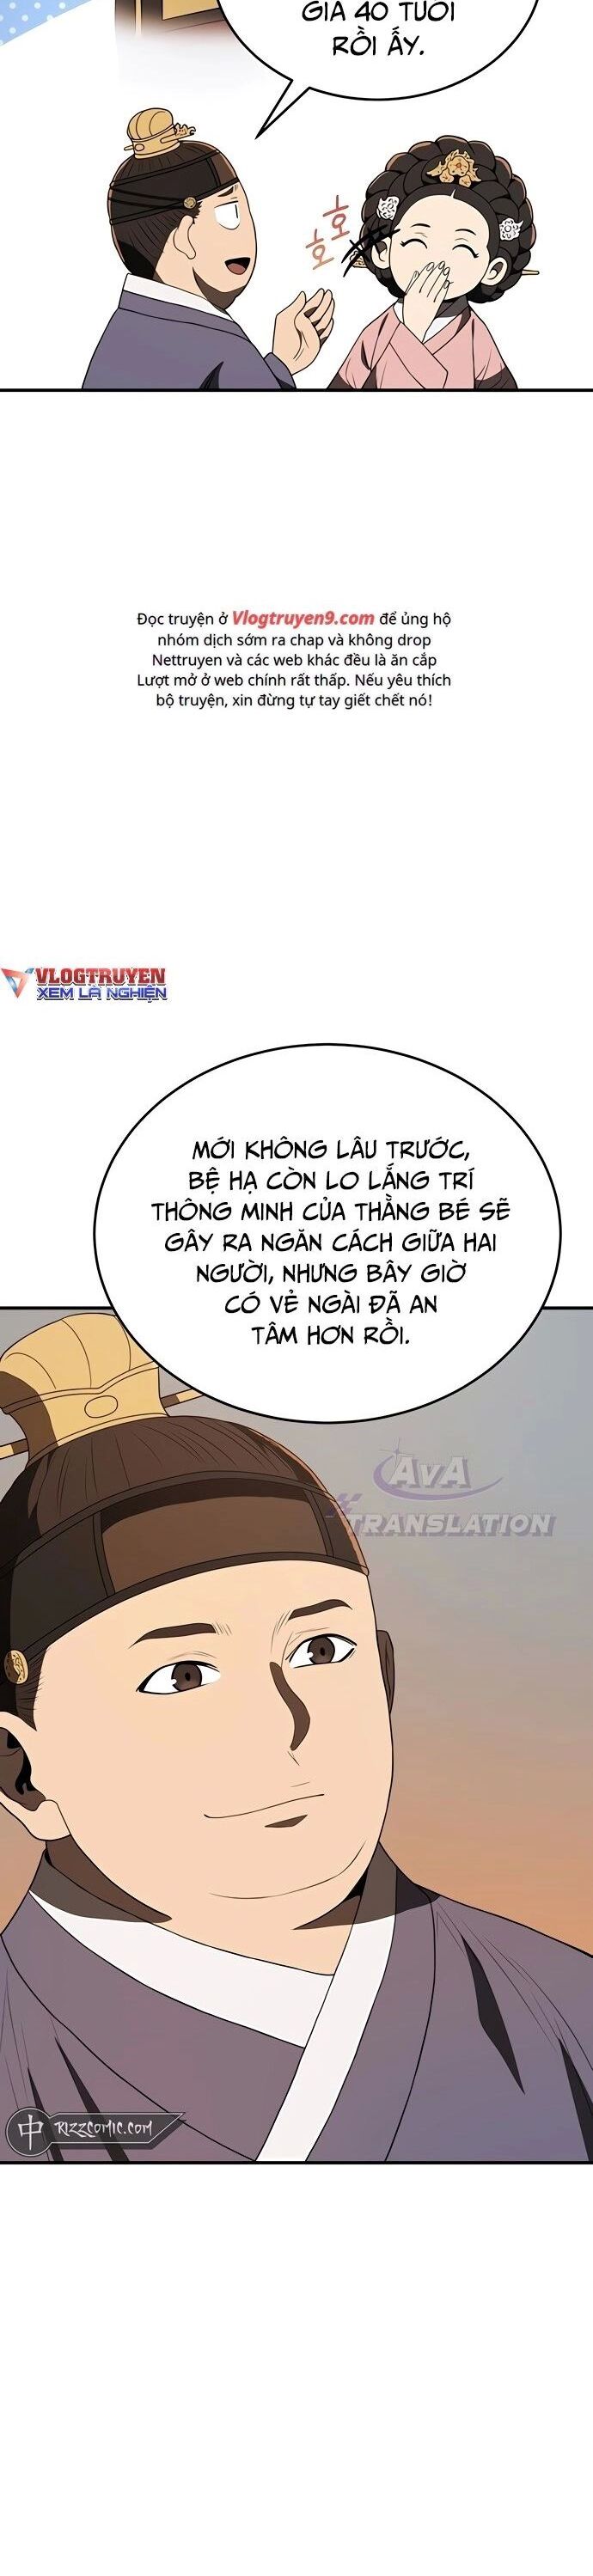 GIÀ 40 TUỔI
RỒI ẤY.
호
호
Đọc truyện ở Vlogtruyen9.com để ủng hộ
nhóm dịch sớm ra chap và không drop
Nettruyen và các web khác đều là ăn cắp
Lượt mở ở web chính rất thấp. Nếu yêu thích
bộ truyện, xin đừng tự tay giết chết nó!
VLOGTRUYEN
XEM LÀ NGHIỆN
MỚI KHÔNG LÂU TRƯỚC,
BỆ HẠ CÒN LO LẮNG TRÍ
THÔNG MINH CỦA THẰNG BÉ SẼ
GÂY RA NGĂN CÁCH GIỮA HAI
NGƯỜI, NHƯNG BÂY GIỜ
CÓ VẺ NGÀI ĐÃ AN
TÂM HƠN RỒI.
AVA
TRANSLATION
中 RIZZCOMIC.COM